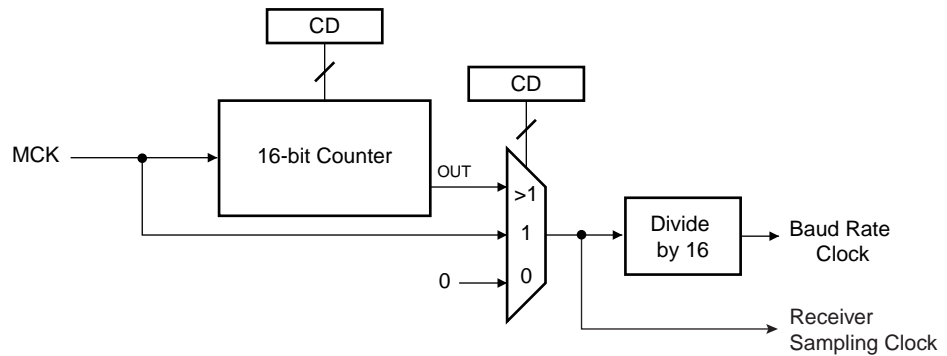 CD
CD
MCK
16-bit Counter
OUT
>1
1
0
0
Divide
by 16
Baud Rate
Clock
Receiver
Sampling Clock